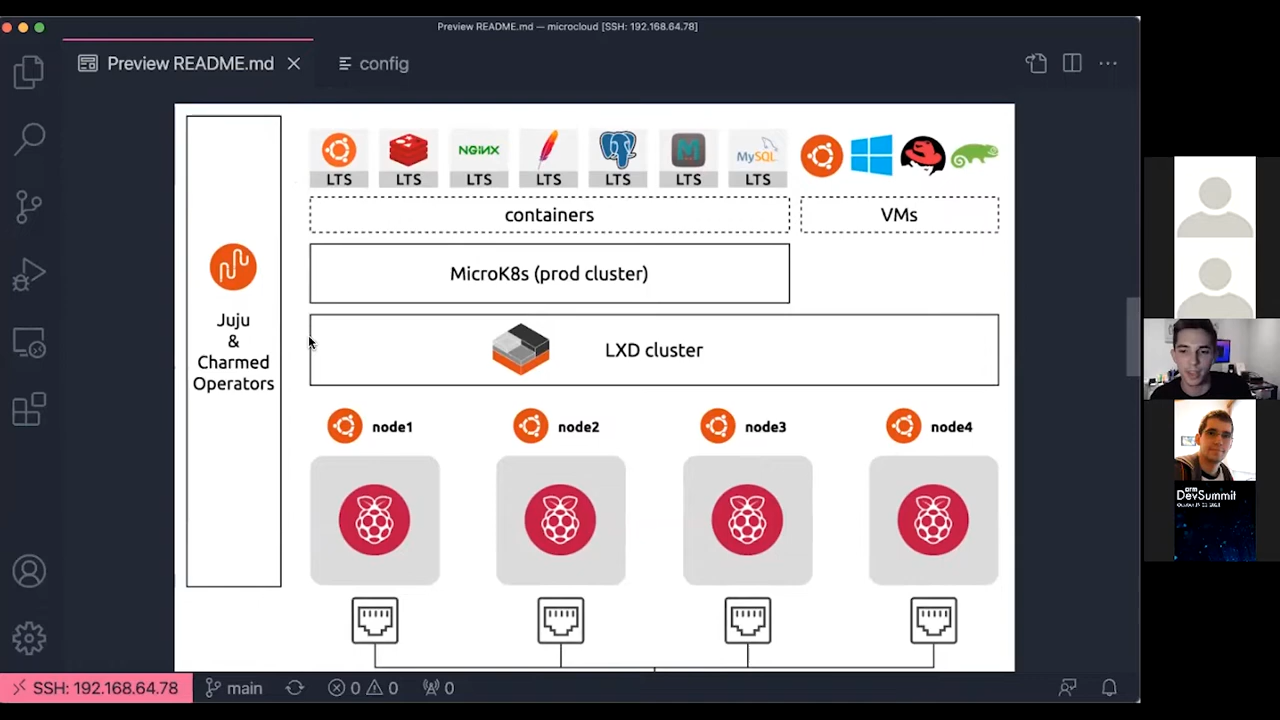 Preview README.md — microcloud [SSH: 192.168.64.78]
Preview README.md
config
NGINX
MySQL
LTS LTS LTS LTS LTS LTS LTS
containers
VMs
MicroK8s (prod cluster)
LXD cluster
Juju
&
Charmed
Operators
node1
node2
node3
node4
arm
DevSummit
SSH: 192.168.64.78
main
0
0
0